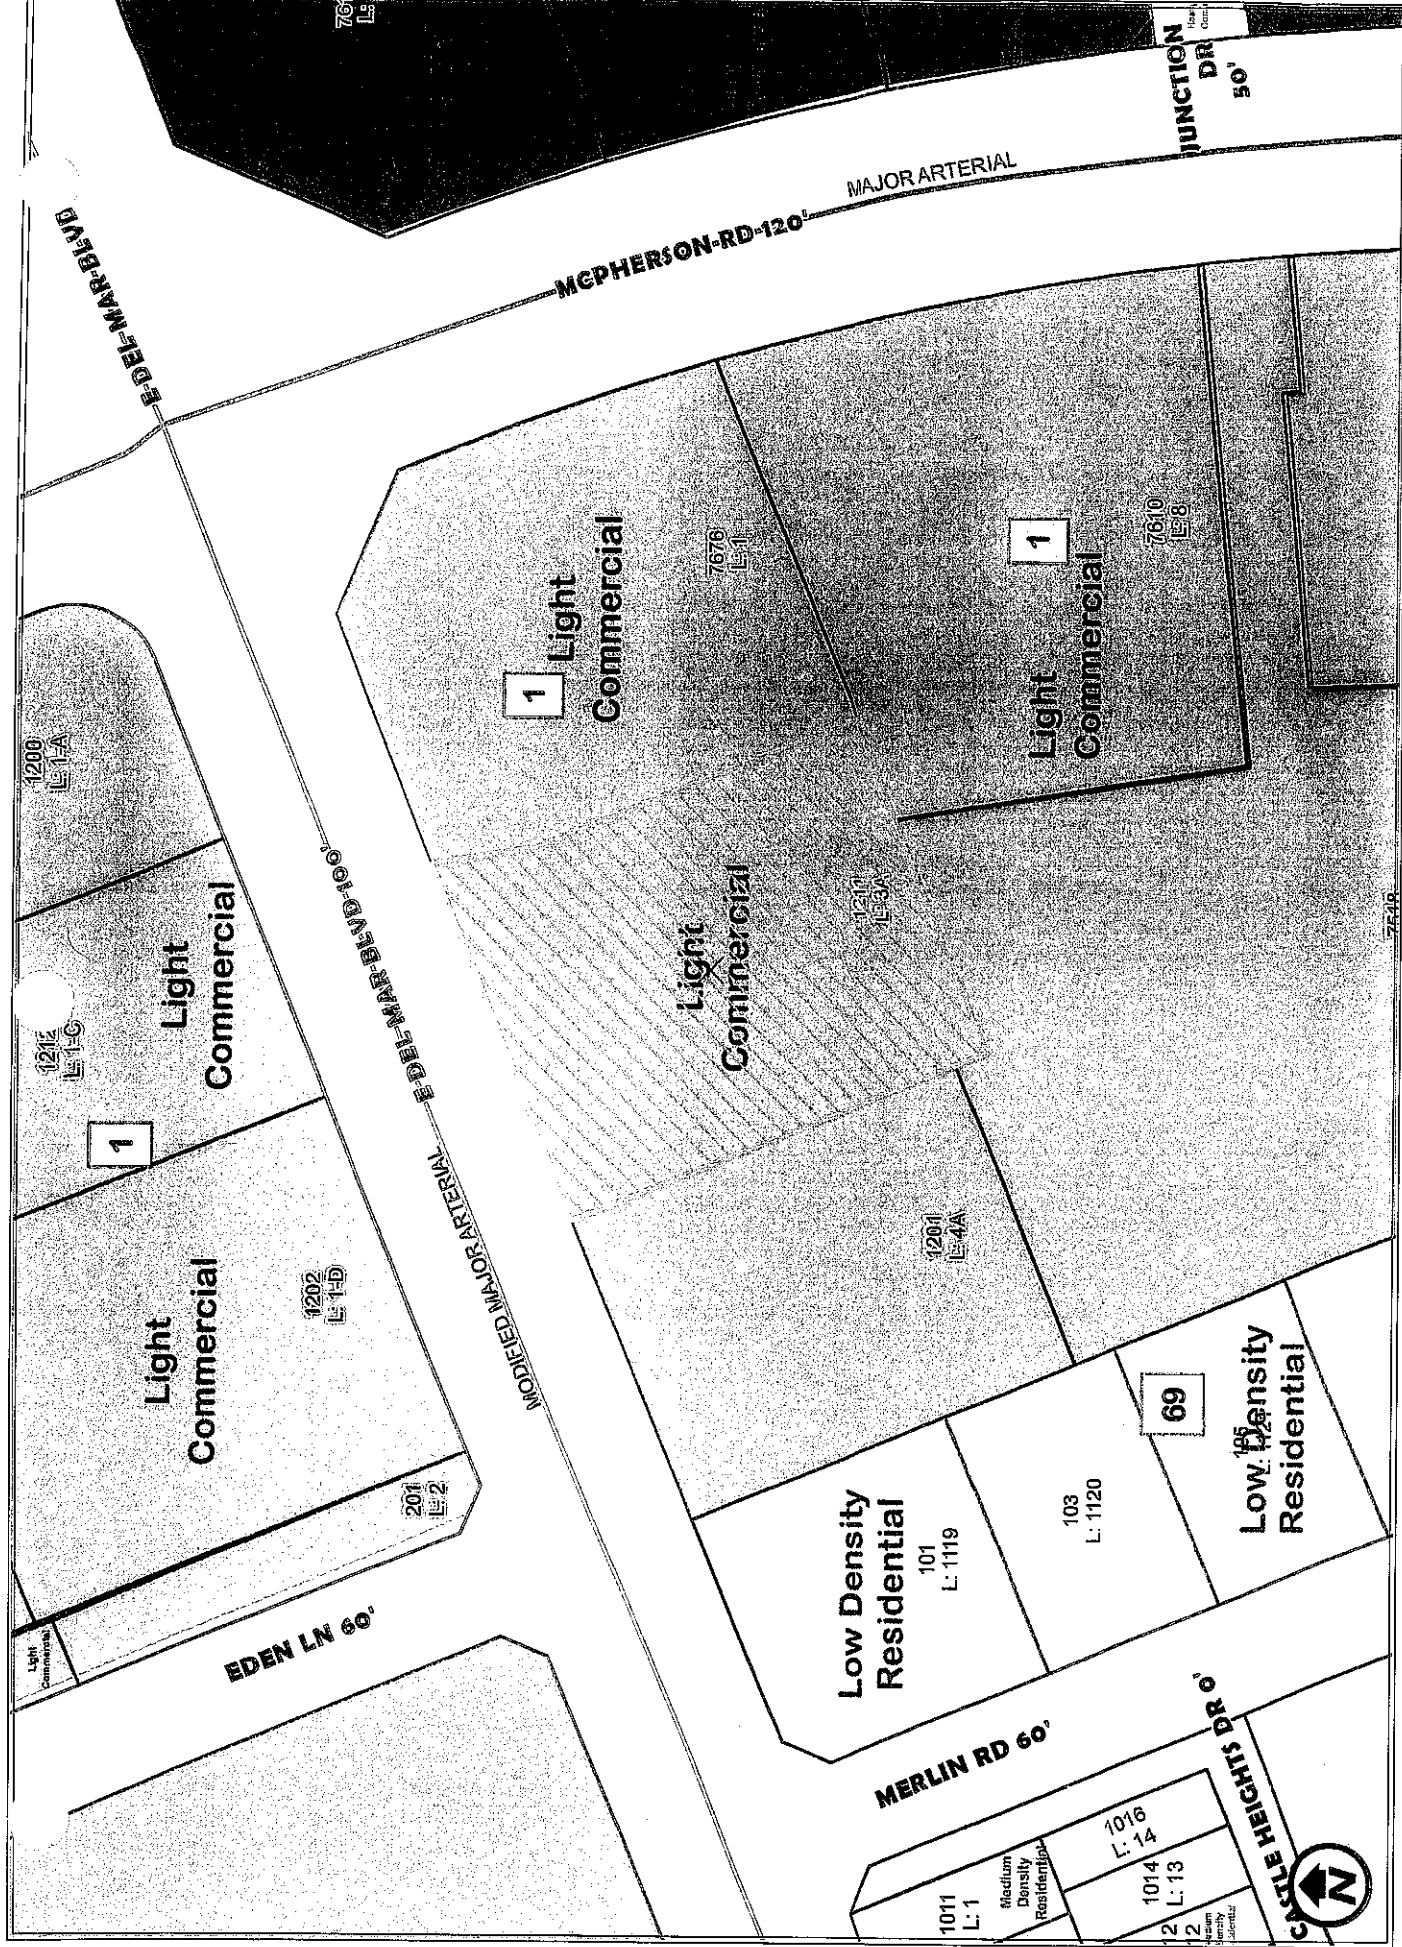 E-DEL-MAR-BLVD
1200
L: 1-A
1212
L: 1-C
Light
Commercial
1
Light
Commercial
1202
L: 1-D
201
L: 2
Light
Commercial
EDEN LN 60'
E-DEL-MAR-BLVD-100'
MODIFIED MAJOR ARTERIAL
MCPHERSON-RD-120'
MAJOR ARTERIAL
JUNCTION
DR
50'
1
Light
Commercial
7676
L: 1
1
Light
Commercial
7610
L: 8
Light
Commercial
X
L: 3A
1201
L: 4A
Low Density
Residential
101
L: 1119
103
L: 1120
69
Low Density
Residential
MERLIN RD 60'
CASTLE HEIGHTS DR 0'
1011
L: 1
Medium
Density
Residential
1016
L: 14
1014
L: 13
12
12
N